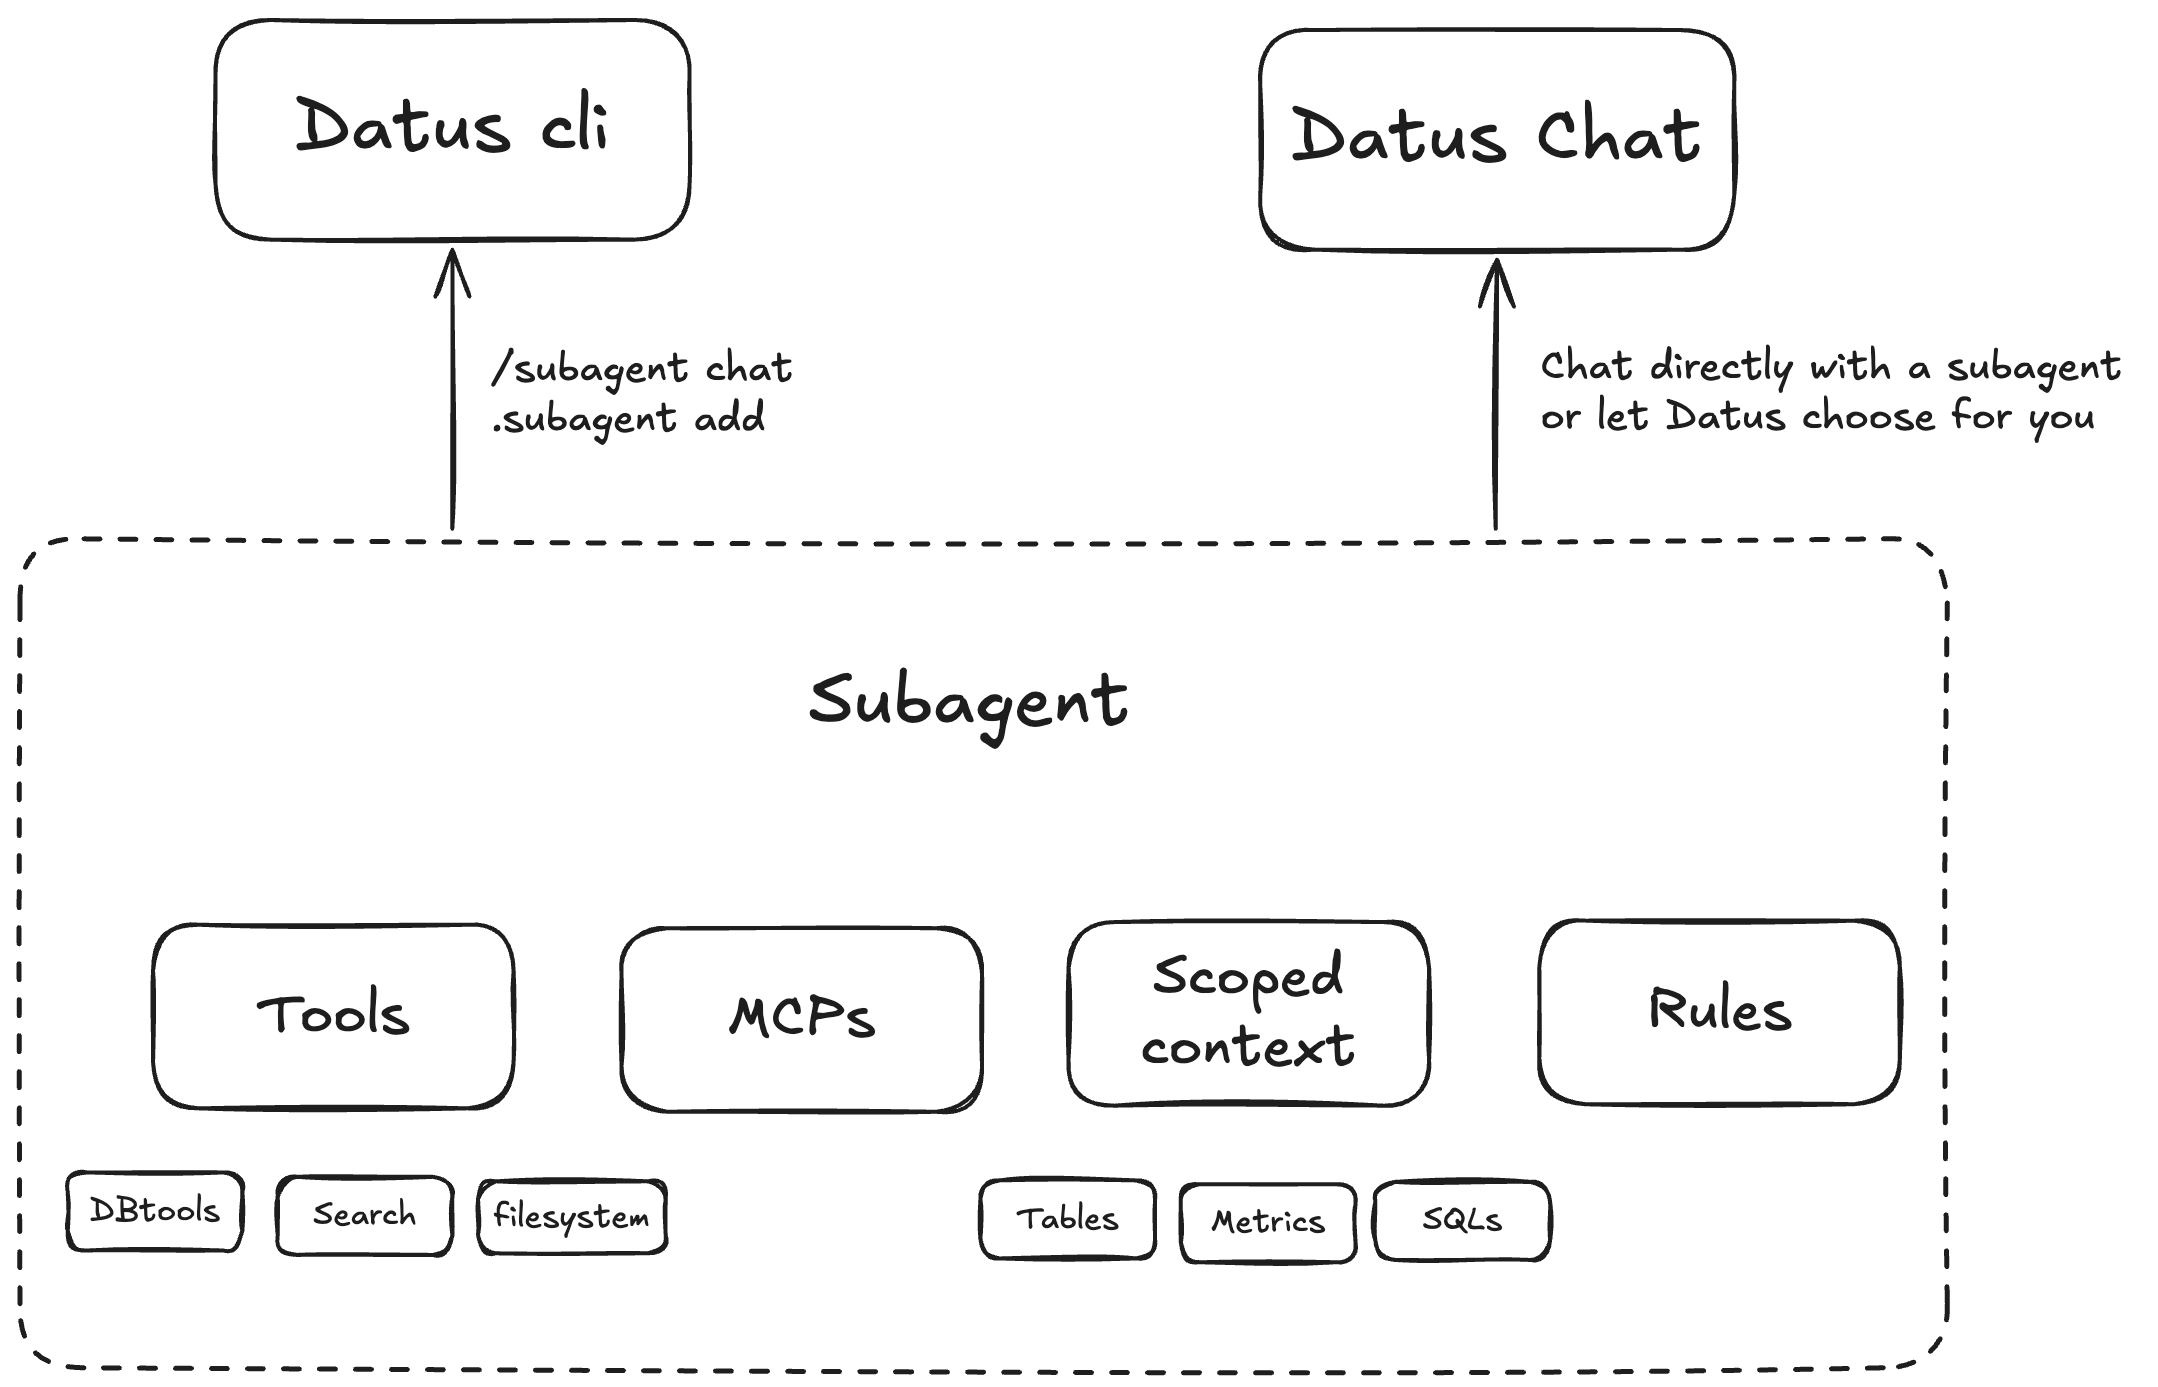 Datus cli
Datus Chat
/subagent chat
.subagent add
Chat directly with a subagent
or let Datus choose for you
Subagent
Tools
MCPs
Scoped
context
Rules
DBtools
Search
filesystem
Tables
Metrics
SQLs